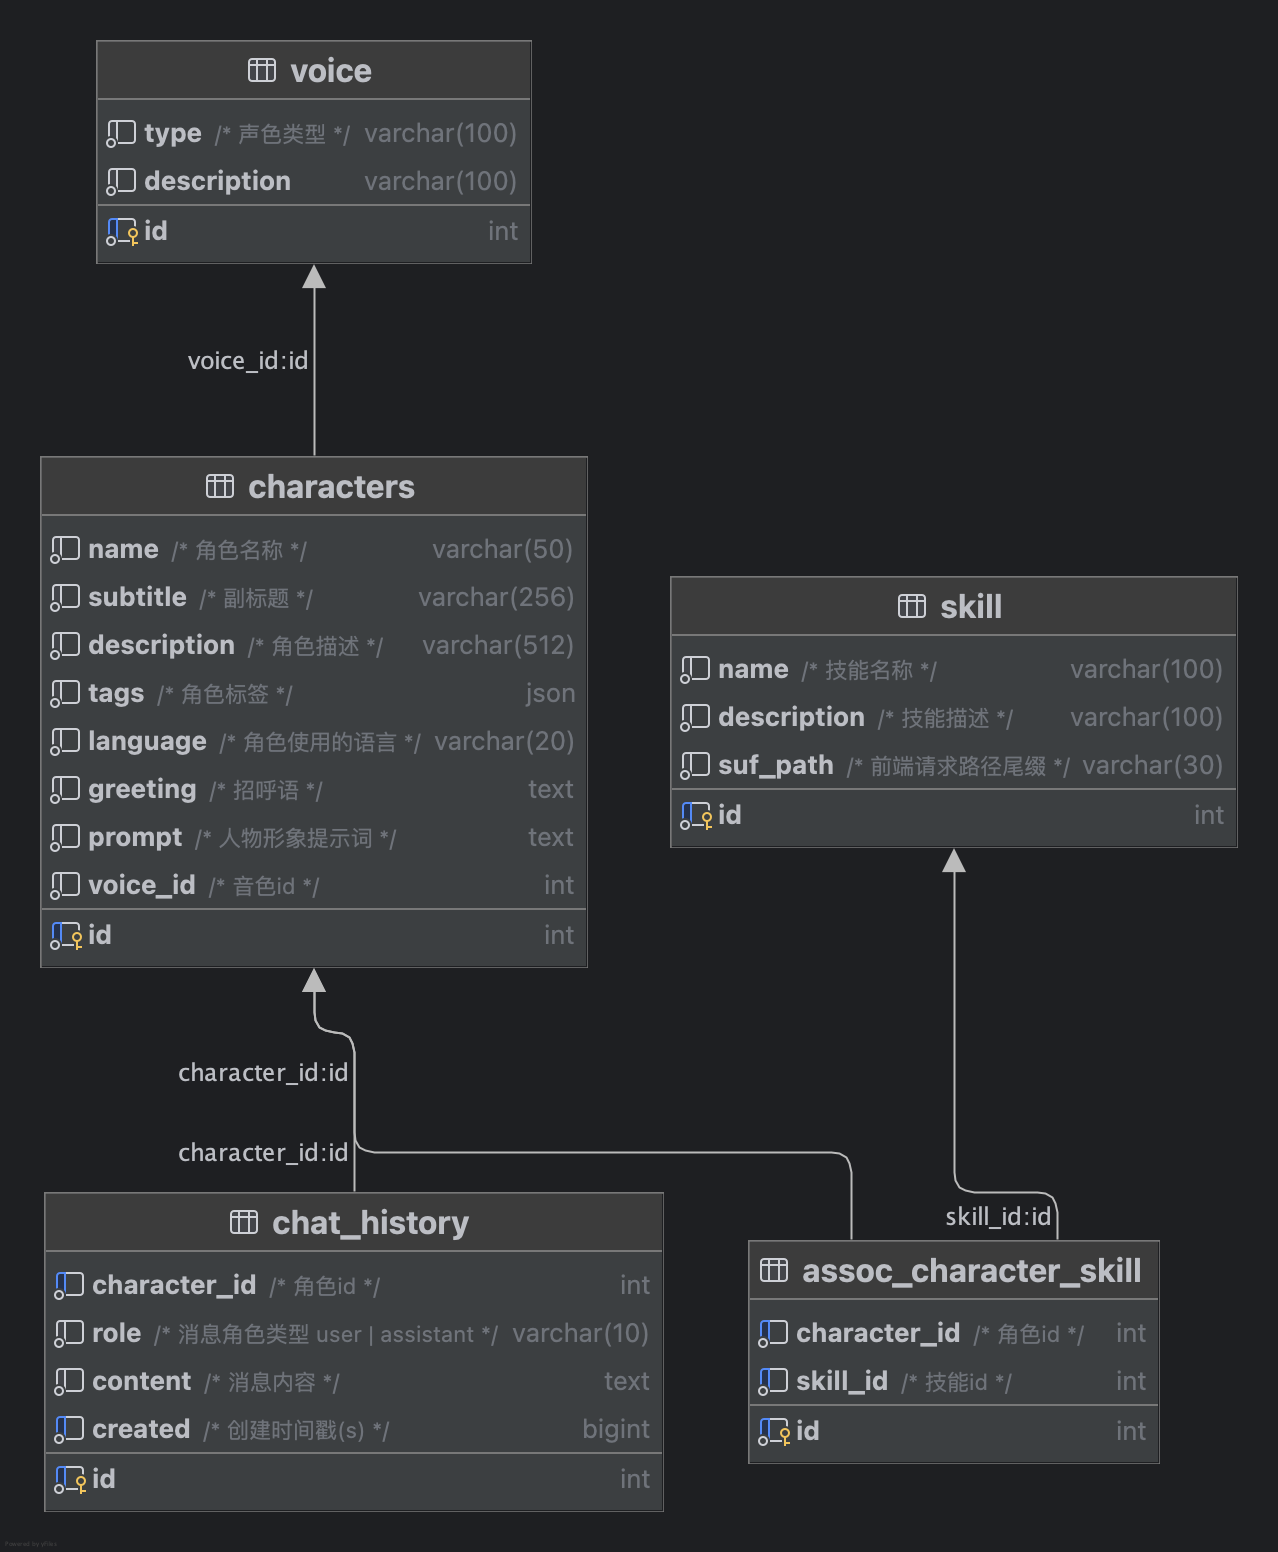 voice
type /* 声色类型 */ varchar(100)
description varchar(100)
id int
voice_id:id
characters
name /* 角色名称 */ varchar(50)
subtitle /* 副标题 */ varchar(256)
description /* 角色描述 */ varchar(512)
tags /* 角色标签 */ json
language /* 角色使用的语言 */ varchar(20)
greeting /* 招呼语 */ text
prompt /* 人物形象提示词 */ text
voice_id /* 音色id */ int
id int
skill
name /* 技能名称 */ varchar(100)
description /* 技能描述 */ varchar(100)
suf_path /* 前端请求路径尾缀 */ varchar(30)
id int
character_id:id
character_id:id
skill_id:id
chat_history
character_id /* 角色id */ int
role /* 消息角色类型 user | assistant */ varchar(10)
content /* 消息内容 */ text
created /* 创建时间戳(s) */ bigint
id int
assoc_character_skill
character_id /* 角色id */ int
skill_id /* 技能id */ int
id int
Powered by yFiles